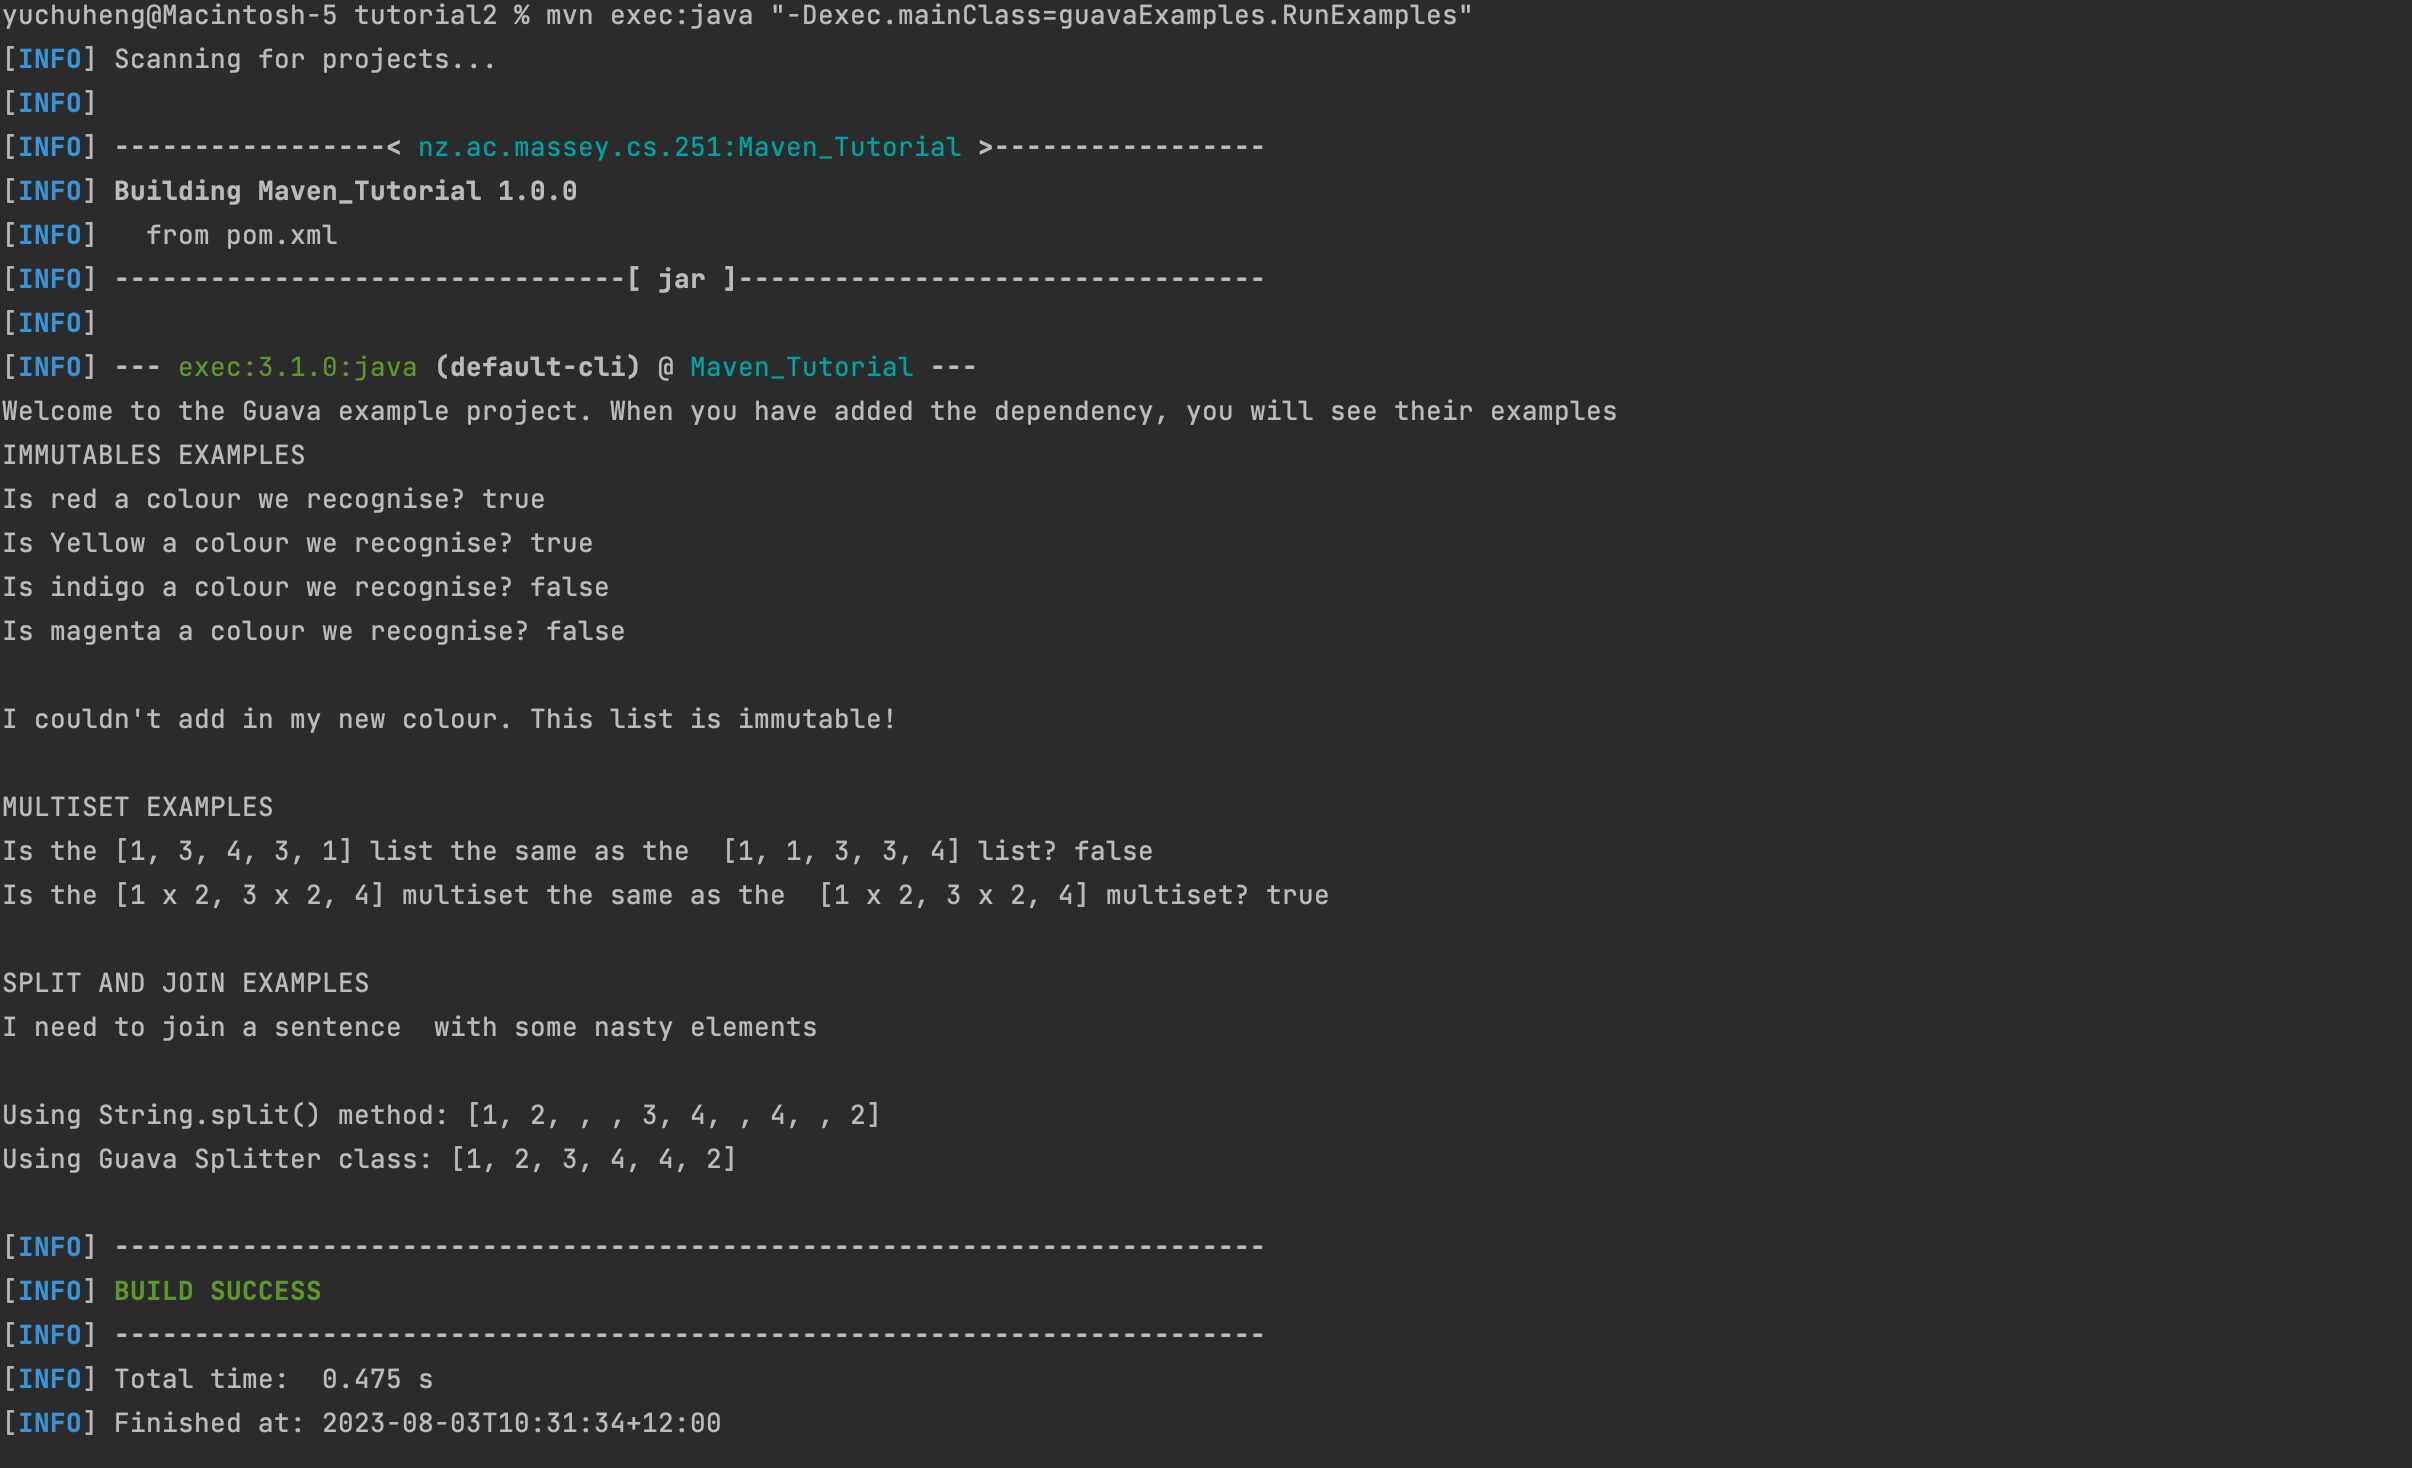 yuchuheng@Macintosh-5 tutorial2 % mvn exec:java "-Dexec.mainClass=guavaExamples.RunExamples"
[INFO] Scanning for projects...
[INFO]
[INFO] -----------------< nz.ac.massey.cs.251:Maven_Tutorial >-----------------
[INFO] Building Maven_Tutorial 1.0.0
[INFO]   from pom.xml
[INFO] --------------------------------[ jar ]---------------------------------
[INFO]
[INFO] --- exec:3.1.0:java (default-cli) @ Maven_Tutorial ---
Welcome to the Guava example project. When you have added the dependency, you will see their examples
IMMUTABLES EXAMPLES
Is red a colour we recognise? true
Is Yellow a colour we recognise? true
Is indigo a colour we recognise? false
Is magenta a colour we recognise? false
I couldn't add in my new colour. This list is immutable!
MULTISET EXAMPLES
Is the [1, 3, 4, 3, 1] list the same as the  [1, 1, 3, 3, 4] list? false
Is the [1 x 2, 3 x 2, 4] multiset the same as the  [1 x 2, 3 x 2, 4] multiset? true
SPLIT AND JOIN EXAMPLES
I need to join a sentence  with some nasty elements
Using String.split() method: [1, 2, , , 3, 4, , 4, , 2]
Using Guava Splitter class: [1, 2, 3, 4, 4, 2]
[INFO] ------------------------------------------------------------------------
[INFO] BUILD SUCCESS
[INFO] ------------------------------------------------------------------------
[INFO] Total time:  0.475 s
[INFO] Finished at: 2023-08-03T10:31:34+12:00